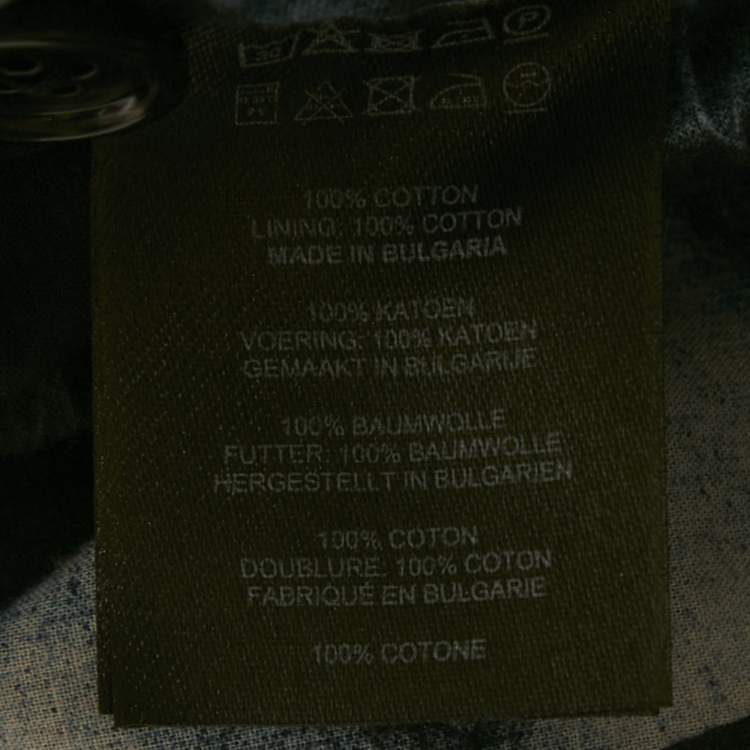 100% COTTON
LINING: 100% COTTON
MADE IN BULGARIA
100% KATOEN
VOERING: 100% KATOEN
GEMAAKT IN BULGARIJE
100% BAUMWOLLE
FUTTER: 100% BAUMWOLLE
HERGESTELLT IN BULGARIEN
100% COTON
DOUBLURE: 100% COTON
FABRIQUÉ EN BULGARIE
100% COTONE